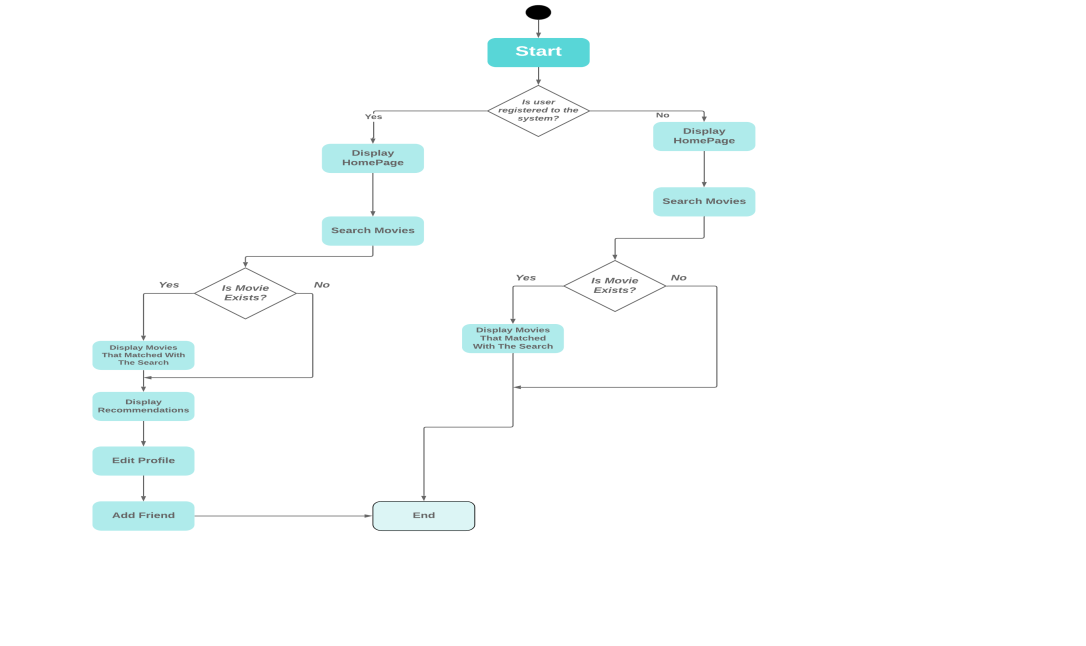 Start
Is user
registered to the
system?
Yes
No
Display
HomePage
Display
HomePage
Search Movies
Search Movies
Is Movie
Exists?
Yes
No
Is Movie
Exists?
Yes
No
Display Movies
That Matched With
The Search
Display Movies
That Matched
With The Search
Display
Recommendations
Edit Profile
Add Friend
End